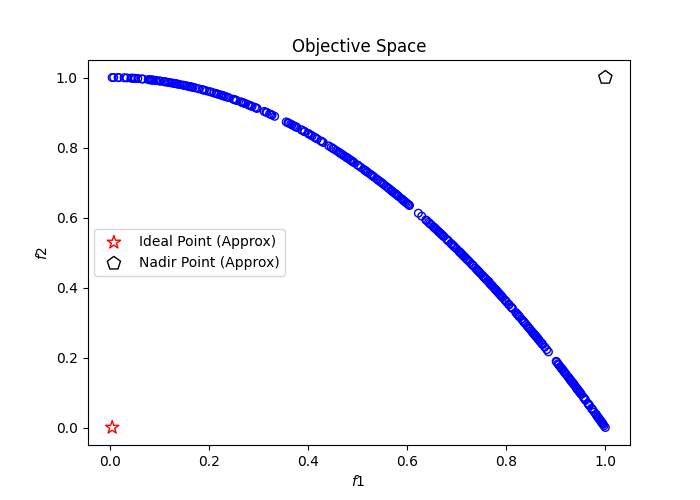 Objective Space
1.0
0.8
0.6
0.4
0.2
0.0
f2
Ideal Point (Approx)
Nadir Point (Approx)
0.0 0.2 0.4 0.6 0.8 1.0
f1